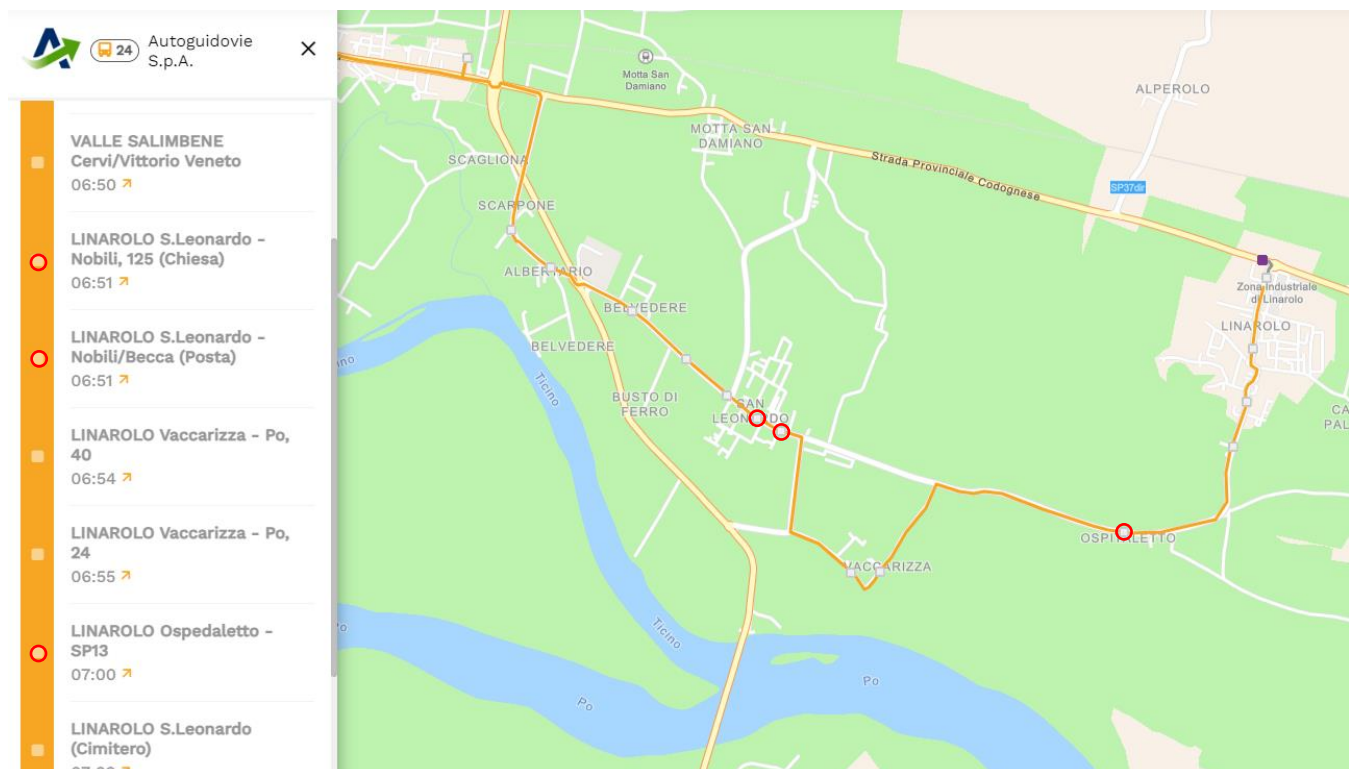 24
Autoguidovie
S.p.A.
VALLE SALIMBENE
Cervi/Vittorio Veneto
06:50
LINAROLO S.Leonardo -
Nobili, 125 (Chiesa)
06:51
LINAROLO S.Leonardo -
Nobili/Becca (Posta)
06:51
LINAROLO Vaccarizza - Po,
40
06:54
LINAROLO Vaccarizza - Po,
24
06:55
LINAROLO Ospedaletto -
SP13
07:00
LINAROLO S.Leonardo
(Cimitero)
Motta San
Damiano
ALPEROLO
MOTTA SAN
DAMIANO
SCAGLIONA
Strada Provinciale Codognese
SP37dir
SCARPONE
ALBERTARIO
Zona Industriale
di Linarolo
BELVEDERE
LINAROLO
BELVEDERE
Ticino
BUSTO DI
FERRO
SAN
LEONARDO
OSPITALETTO
VACCARIZZA
Ticino
Po
Po